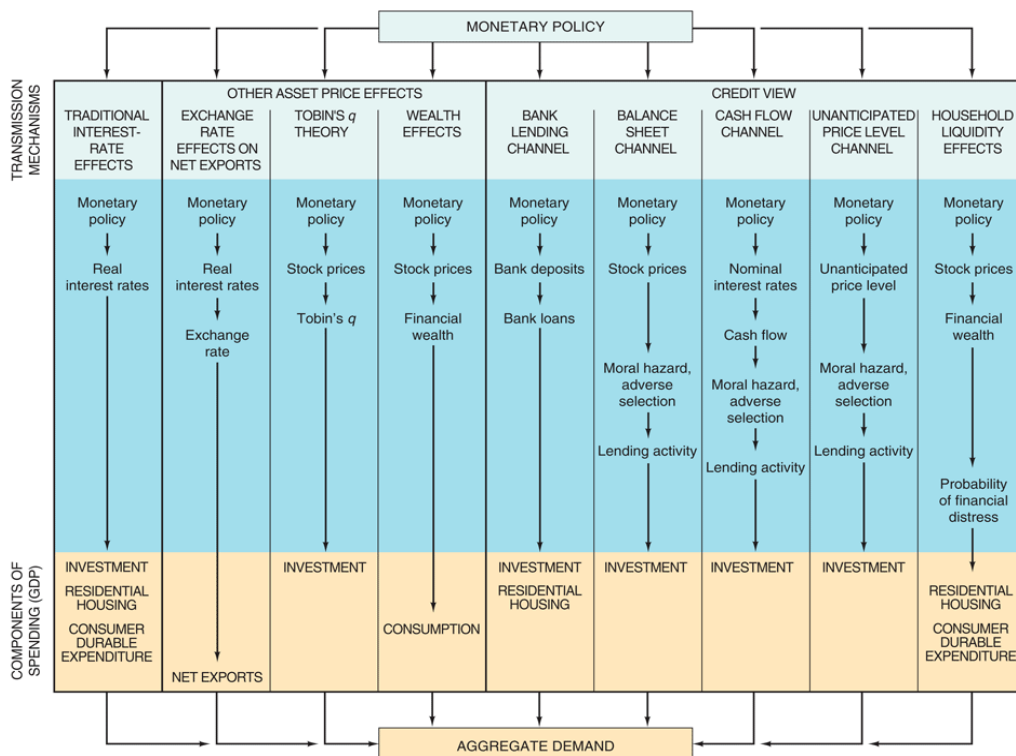 MONETARY POLICY
TRANSMISSION
MECHANISMS
OTHER ASSET PRICE EFFECTS
CREDIT VIEW
TRADITIONAL
INTEREST-
RATE
EFFECTS
EXCHANGE
RATE
EFFECTS ON
NET EXPORTS
TOBIN'S q
THEORY
WEALTH
EFFECTS
BANK
LENDING
CHANNEL
BALANCE
SHEET
CHANNEL
CASH FLOW
CHANNEL
UNANTICIPATED
PRICE LEVEL
CHANNEL
HOUSEHOLD
LIQUIDITY
EFFECTS
Monetary
policy
Real
interest rates
Monetary
policy
Real
interest rates
Exchange
rate
Monetary
policy
Stock prices
Tobin's q
Monetary
policy
Stock prices
Financial
wealth
Monetary
policy
Bank deposits
Bank loans
Monetary
policy
Stock prices
Moral hazard,
adverse
selection
Lending activity
Monetary
policy
Nominal
interest rates
Cash flow
Moral hazard,
adverse
selection
Lending activity
Monetary
policy
Unanticipated
price level
Moral hazard,
adverse
selection
Lending activity
Monetary
policy
Stock prices
Financial
wealth
Probability
of financial
distress
COMPONENTS OF
SPENDING (GDP)
INVESTMENT
RESIDENTIAL
HOUSING
CONSUMER
DURABLE
EXPENDITURE
NET EXPORTS
INVESTMENT
CONSUMPTION
INVESTMENT
RESIDENTIAL
HOUSING
INVESTMENT
INVESTMENT
INVESTMENT
RESIDENTIAL
HOUSING
CONSUMER
DURABLE
EXPENDITURE
AGGREGATE DEMAND